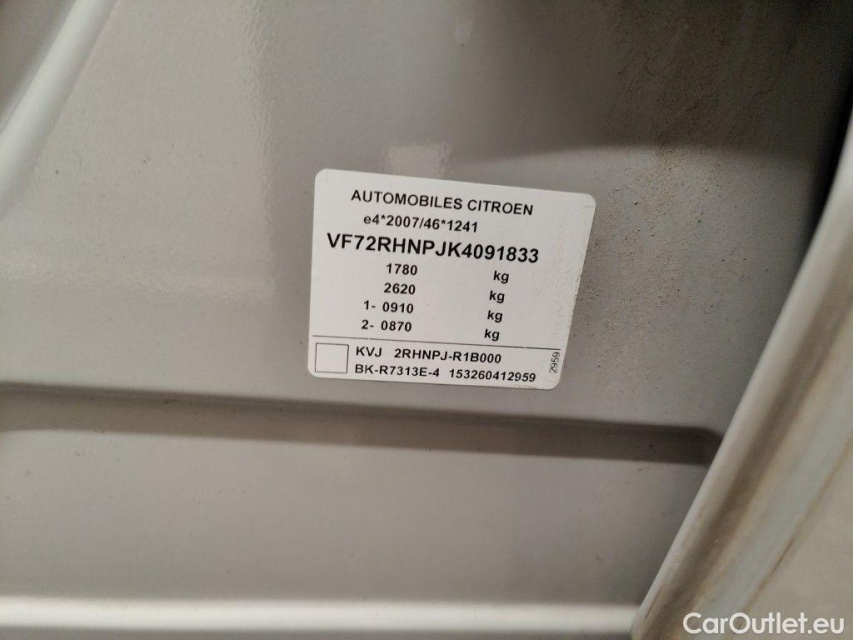 AUTOMOBILES CITROEN
e4*2007/46*1241
VF72RHNPJK4091833
1780 kg
2620 kg
1- 0910 kg
2- 0870 kg
KVJ 2RHNPJ-R1B000
BK-R7313E-4 153260412959
2959
CarOutlet.eu